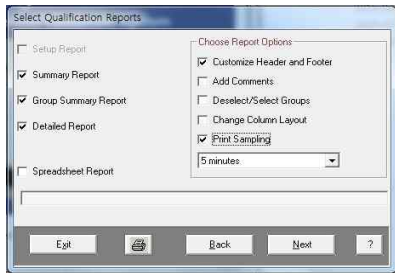 Select Qualification Reports
Setup Report
Summary Report
Group Summary Report
Detailed Report
Spreadsheet Report
Choose Report Options
Customize Header and Footer
Add Comments
Deselect/Select Groups
Change Column Layout
Print Sampling
5 minutes
Exit
Back
Next
?